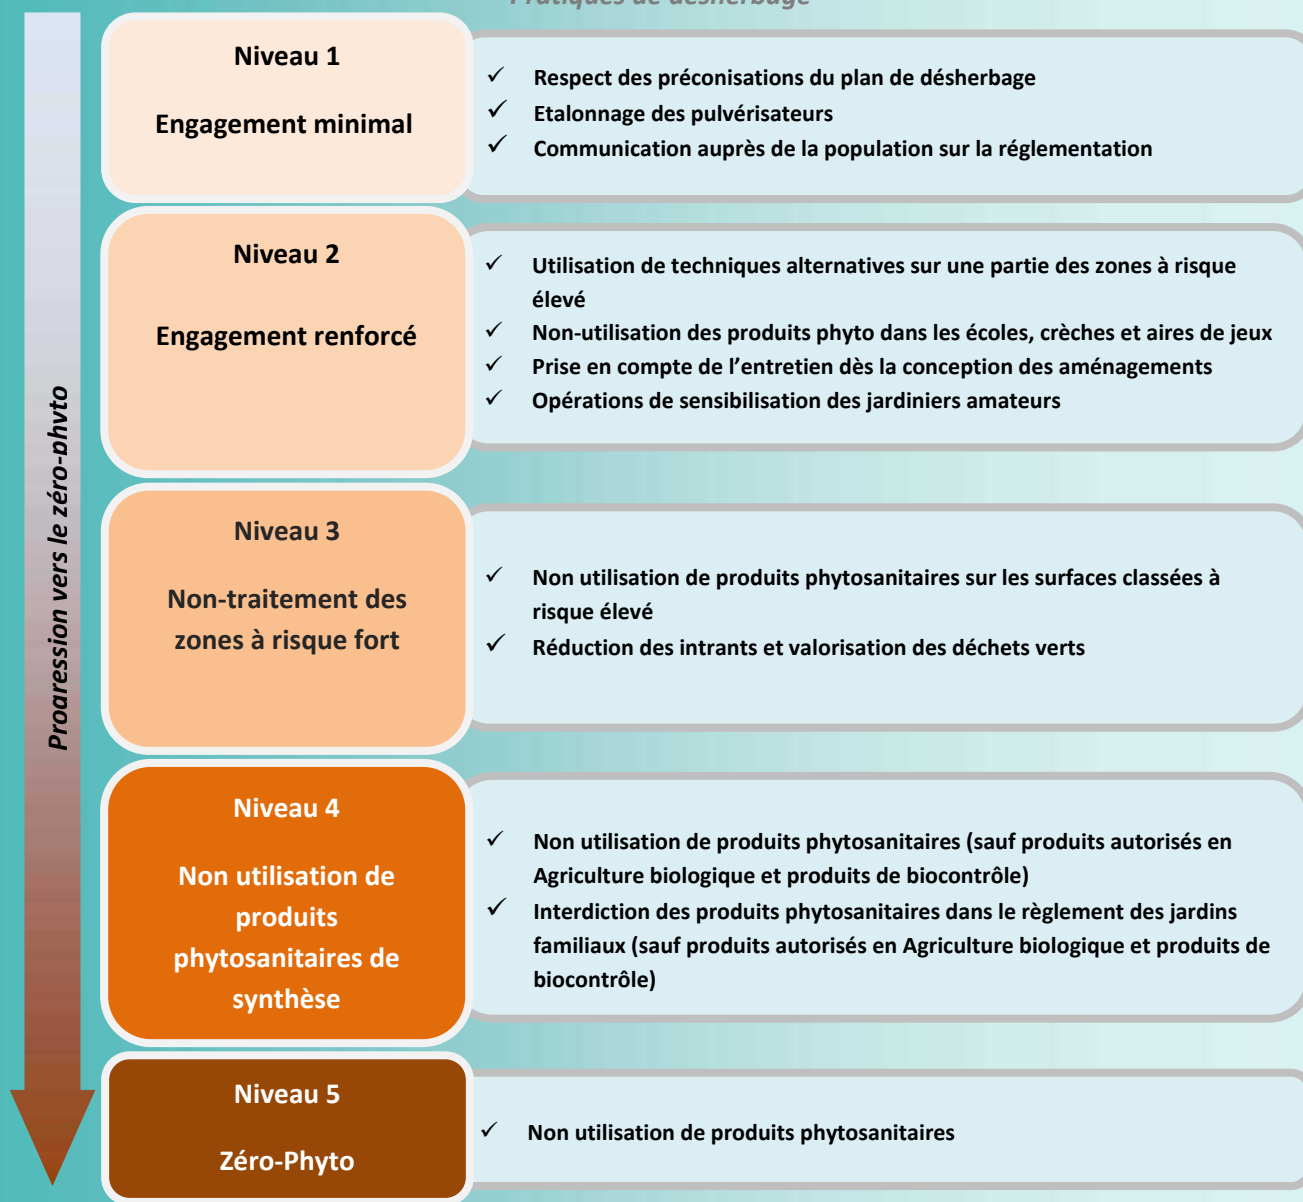 Pratiques de désherbage
Progression vers le zéro-phyto
Niveau 1
Engagement minimal
✓ Respect des préconisations du plan de désherbage
✓ Etalonnage des pulvérisateurs
✓ Communication auprès de la population sur la réglementation
Niveau 2
Engagement renforcé
✓ Utilisation de techniques alternatives sur une partie des zones à risque
élevé
✓ Non-utilisation des produits phyto dans les écoles, crèches et aires de jeux
✓ Prise en compte de l’entretien dès la conception des aménagements
✓ Opérations de sensibilisation des jardiniers amateurs
Niveau 3
Non-traitement des
zones à risque fort
✓ Non utilisation de produits phytosanitaires sur les surfaces classées à
risque élevé
✓ Réduction des intrants et valorisation des déchets verts
Niveau 4
Non utilisation de
produits
phytosanitaires de
synthèse
✓ Non utilisation de produits phytosanitaires (sauf produits autorisés en
Agriculture biologique et produits de biocontrôle)
✓ Interdiction des produits phytosanitaires dans le règlement des jardins
familiaux (sauf produits autorisés en Agriculture biologique et produits de
biocontrôle)
Niveau 5
Zéro-Phyto
✓ Non utilisation de produits phytosanitaires